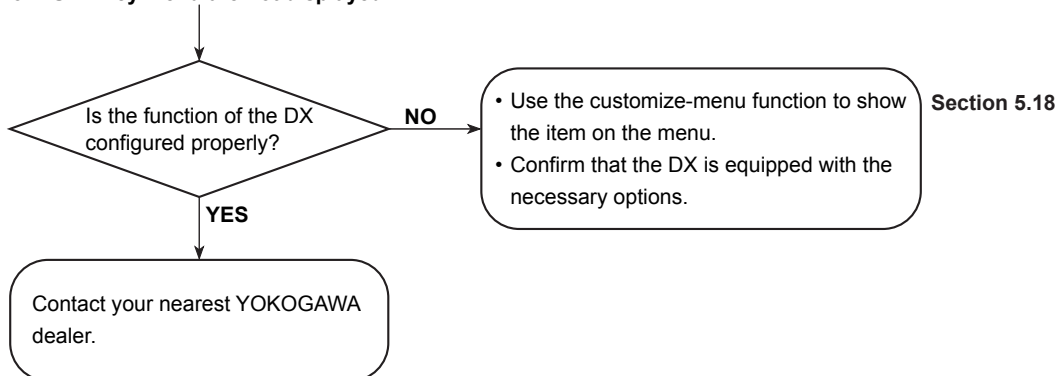 Is the function of the DX
configured properly?
NO
• Use the customize-menu function to show
the item on the menu.
• Confirm that the DX is equipped with the
necessary options.
Section 5.18
YES
Contact your nearest YOKOGAWA
dealer.